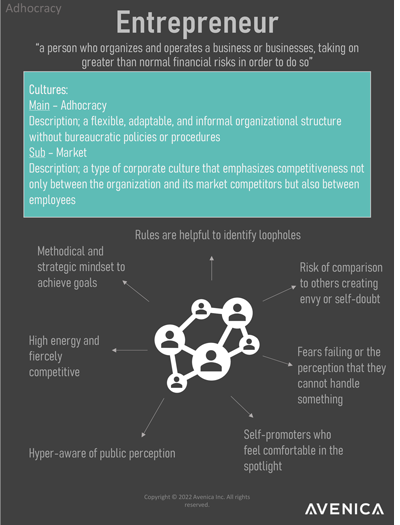 Adhocracy
Entrepreneur
“a person who organizes and operates a business or businesses, taking on
greater than normal financial risks in order to do so”
Cultures:
Main – Adhocracy
Description; a flexible, adaptable, and informal organizational structure
without bureaucratic policies or procedures
Sub – Market
Description; a type of corporate culture that emphasizes competitiveness not
only between the organization and its market competitors but also between
employees
Rules are helpful to identify loopholes
Methodical and
strategic mindset to
achieve goals
Risk of comparison
to others creating
envy or self-doubt
High energy and
fiercely
competitive
Fears failing or the
perception that they
cannot handle
something
Hyper-aware of public perception
Self-promoters who
feel comfortable in the
spotlight
Copyright © 2022 Avenica Inc. All rights
reserved.
AVENICA